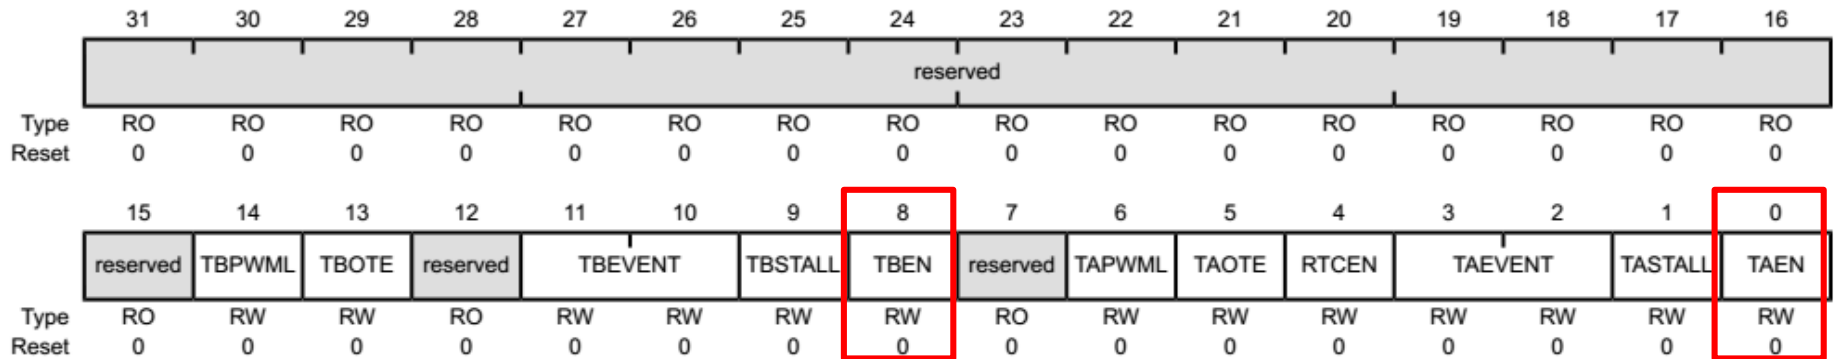 31 30 29 28 27 26 25 24 23 22 21 20 19 18 17 16
reserved
Type RO RO RO RO RO RO RO RO RO RO RO RO RO RO RO RO
Reset 0 0 0 0 0 0 0 0 0 0 0 0 0 0 0 0
15 14 13 12 11 10 9 8 7 6 5 4 3 2 1 0
reserved TBPWML TBOTE reserved TBEVENT TBSTALL TBEN reserved TAPWML TAOTE RTCEN TAEVENT TASTALL TAEN
Type RO RW RW RO RW RW RW RW RO RW RW RW RW RW RW RW
Reset 0 0 0 0 0 0 0 0 0 0 0 0 0 0 0 0